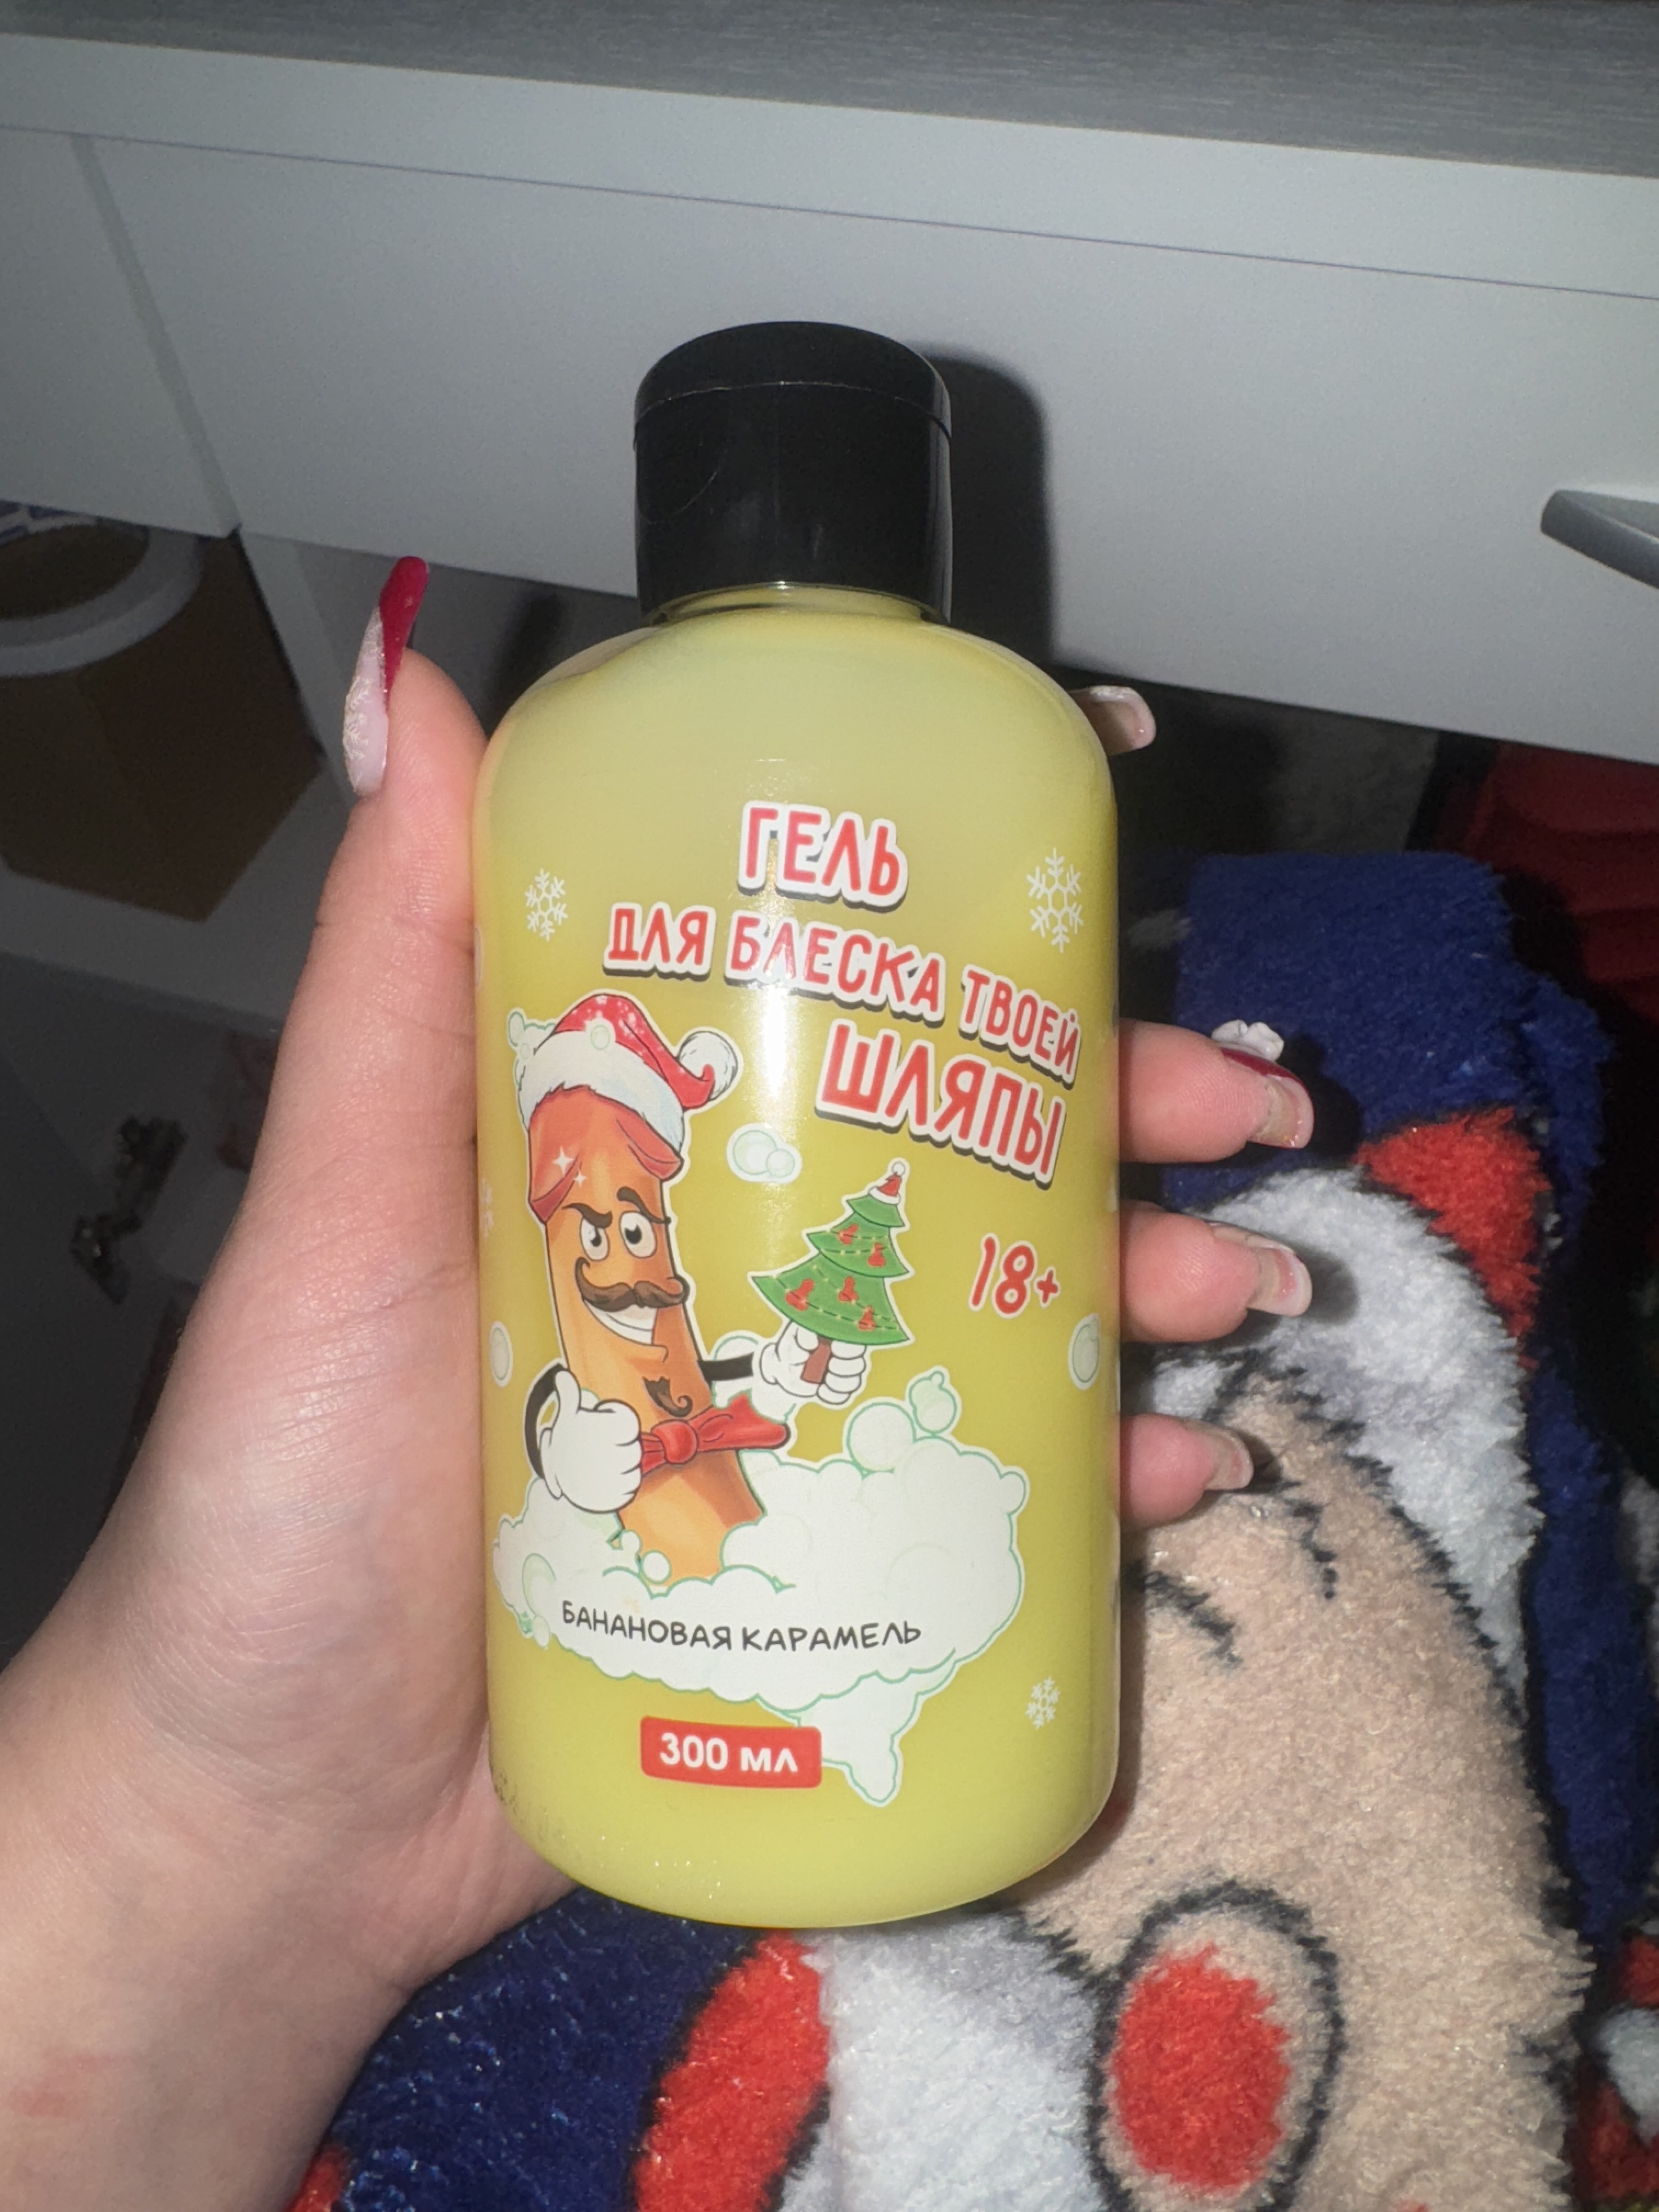 ГЕЛЬ
ДЛЯ БЛЕСКА ТВОЕЙ
ШЛЯПЫ
18+
БАНАНОВАЯ КАРАМЕЛЬ
300 МЛ